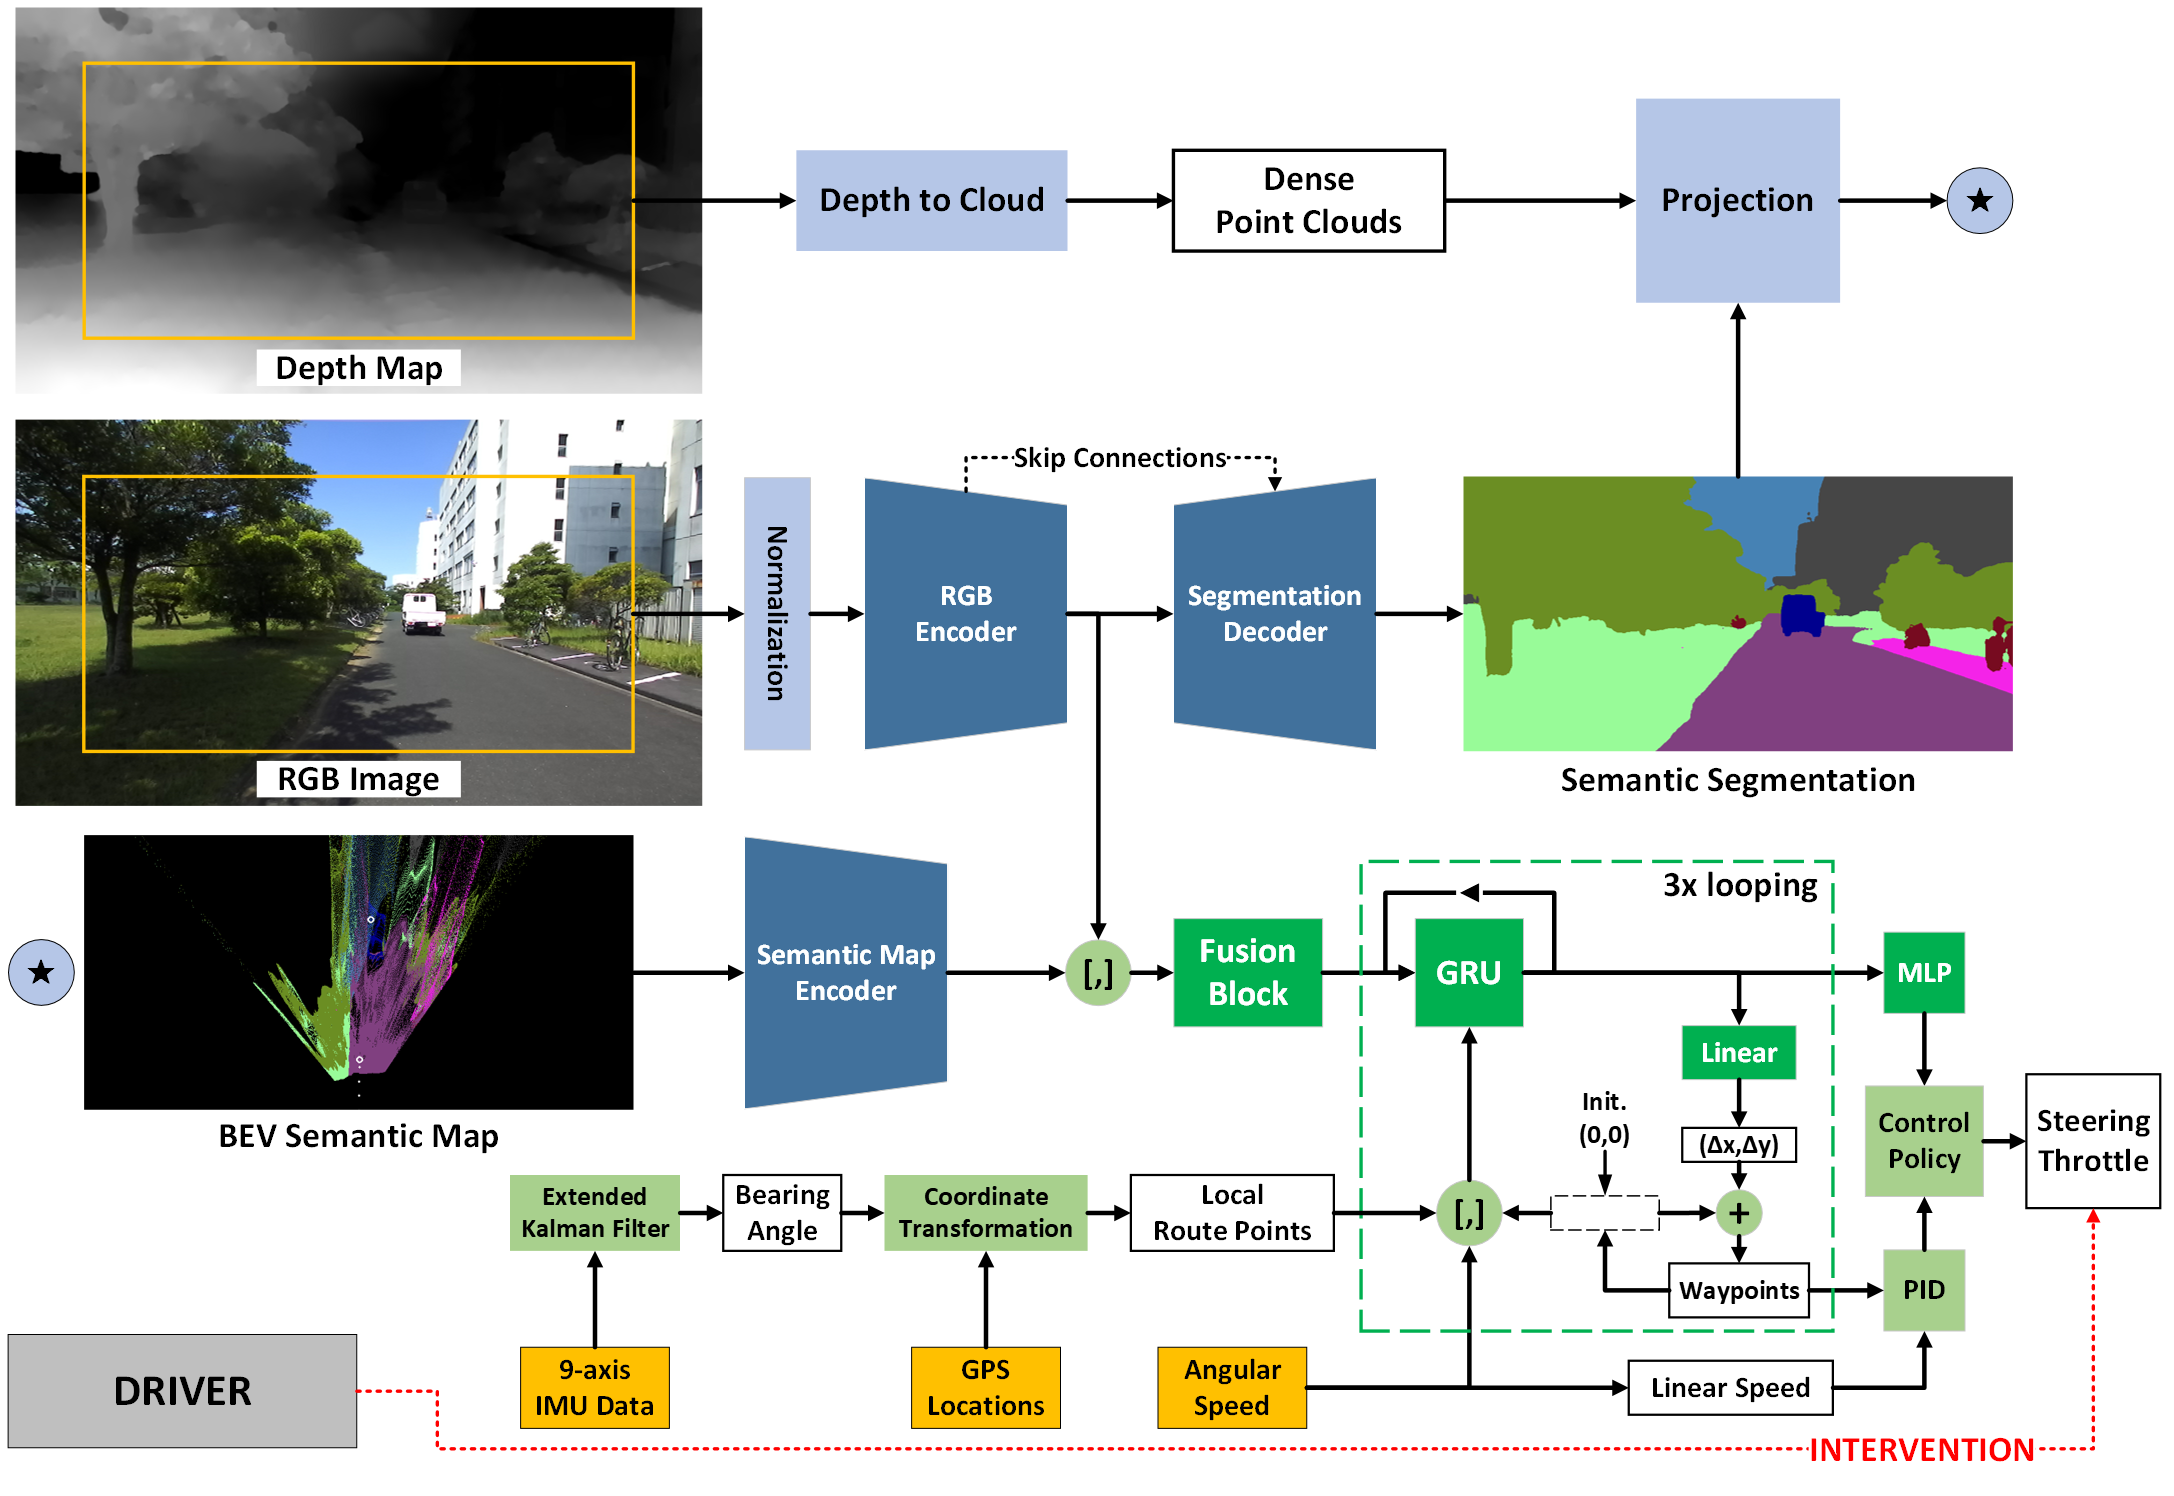 Depth Map
Depth to Cloud
Dense
Point Clouds
Projection
★
RGB Image
Normalization
RGB
Encoder
Skip Connections
Segmentation
Decoder
Semantic Segmentation
★
BEV Semantic Map
Semantic Map
Encoder
[,]
Fusion
Block
3x looping
GRU
MLP
Linear
Init.
(0,0)
(Δx,Δy)
Control
Policy
Steering
Throttle
Extended
Kalman Filter
Bearing
Angle
Coordinate
Transformation
Local
Route Points
[,]
+
Waypoints
PID
DRIVER
9-axis
IMU Data
GPS
Locations
Angular
Speed
Linear Speed
INTERVENTION